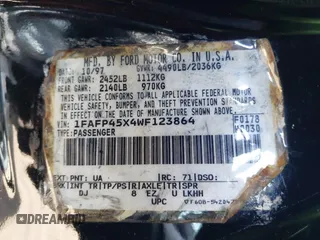 MFD. BY FORD MOTOR CO. IN U.S.A.
DATE: 10/97 GVWR: 4490LB/2036KG
FRONT GAWR: 2452LB 1112KG
REAR GAWR: 2140LB 970KG
THIS VEHICLE CONFORMS TO ALL APPLICABLE FEDERAL MOTOR
VEHICLE SAFETY, BUMPER, AND THEFT PREVENTION STANDARDS
IN EFFECT ON THE DATE OF MANUFACTURE SHOWN ABOVE.
VIN: 1FAFP45X4WF123864
TYPE: PASSENGER
F0178
EXT PNT: UA RC: 71 DSO:
INT TR TP/PS R AXLE TR SPR
DJ 8 EZ U LKHH
UPC
DREAMBID